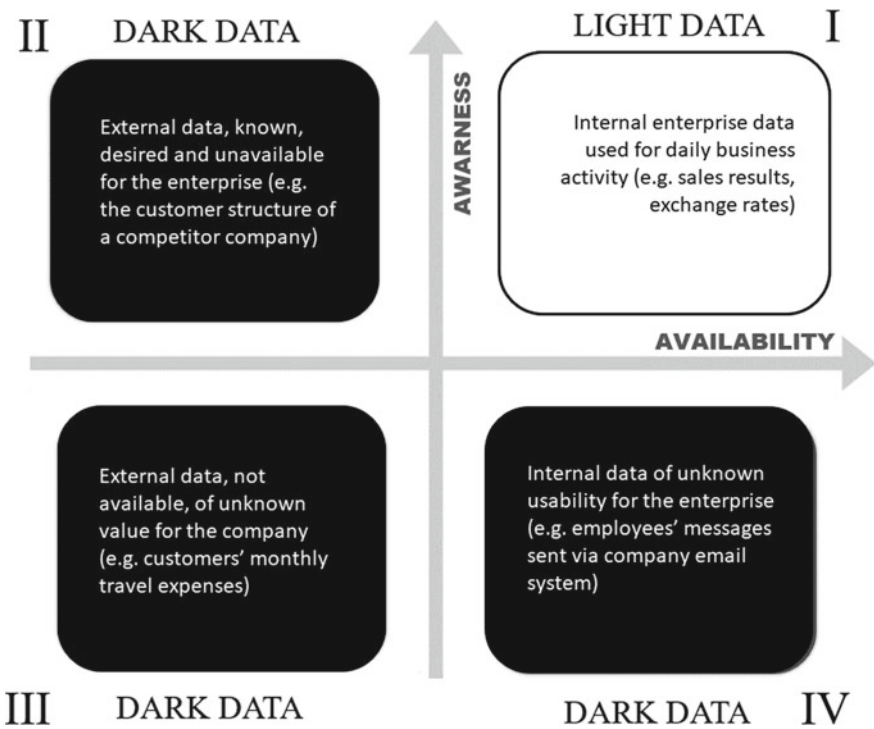 II DARK DATA
LIGHT DATA I
External data, known,
desired and unavailable
for the enterprise (e.g.
the customer structure of
a competitor company)
AWARNESS
Internal enterprise data
used for daily business
activity (e.g. sales results,
exchange rates)
AVAILABILITY
External data, not
available, of unknown
value for the company
(e.g. customers’ monthly
travel expenses)
Internal data of unknown
usability for the enterprise
(e.g. employees’ messages
sent via company email
system)
III DARK DATA
DARK DATA IV